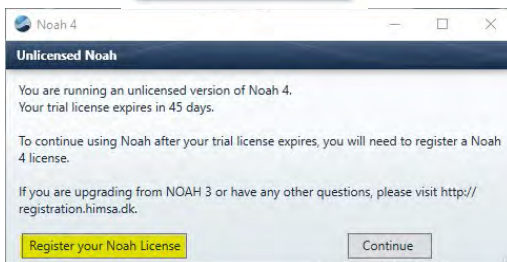 Noah 4
Unlicensed Noah
You are running an unlicensed version of Noah 4.
Your trial license expires in 45 days.
To continue using Noah after your trial license expires, you will need to register a Noah
4 license.
If you are upgrading from NOAH 3 or have any other questions, please visit http://
registration.himsa.dk.
Register your Noah License
Continue